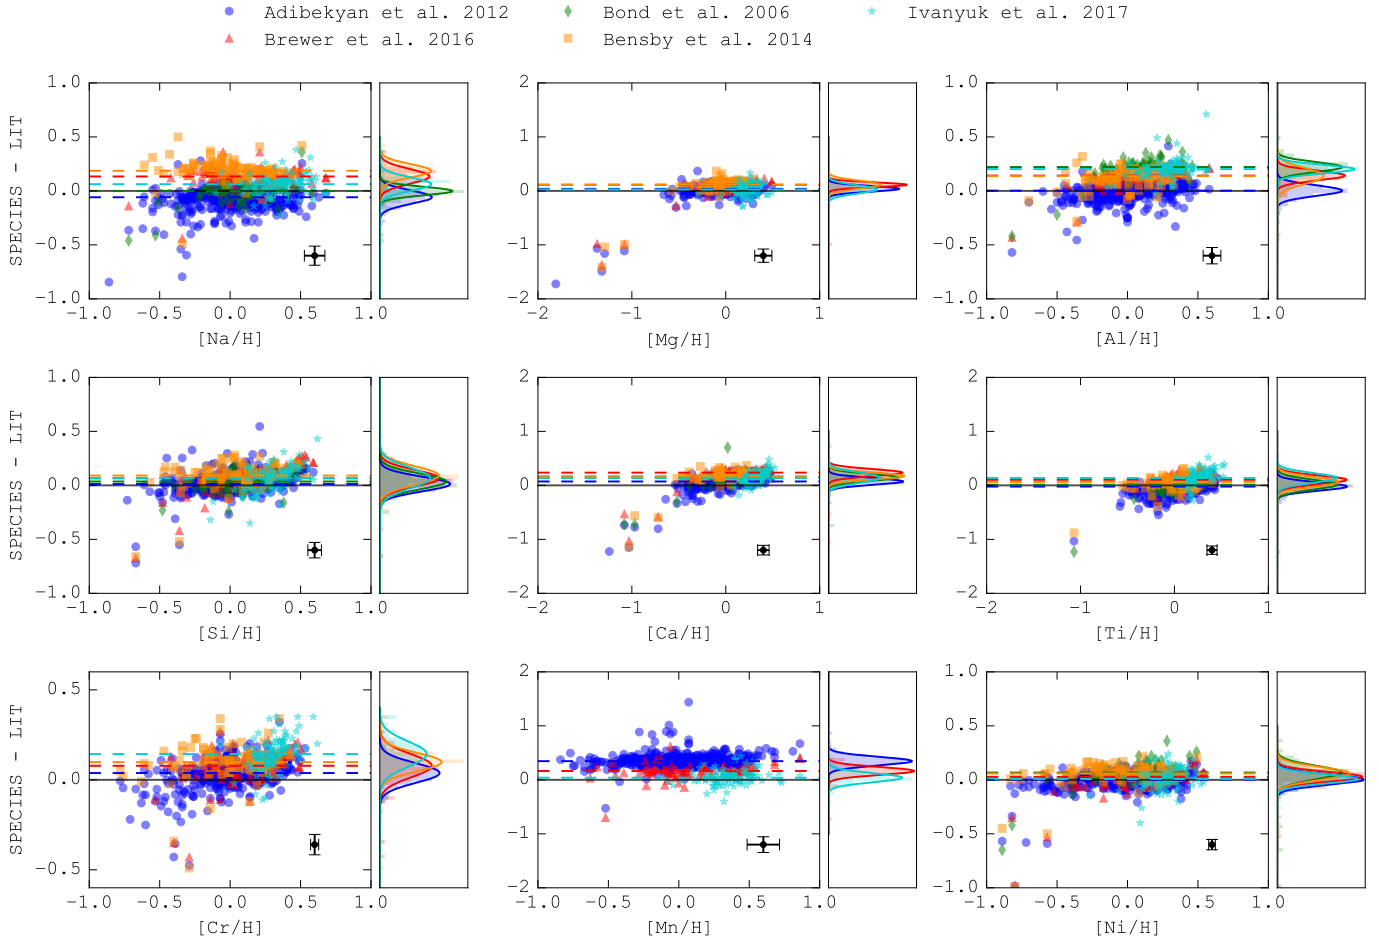 Adibekyan et al. 2012 Bond et al. 2006 Ivanyuk et al. 2017
Brewer et al. 2016 Bensby et al. 2014
1.0 2 1.0
0.5 1 0.5
0.0 0 0.0
−0.5 −1 −0.5
−1.0 −2 −1.0
SPECIES - LIT
−1.0 −0.5 0.0 0.5 1.0 −2 −1 0 1 −1.0 −0.5 0.0 0.5 1.0
[Na/H] [Mg/H] [Al/H]
1.0 2 2
0.5 1 1
0.0 0 0
−0.5 −1 −1
−1.0 −2 −2
SPECIES - LIT
−1.0 −0.5 0.0 0.5 1.0 −2 −1 0 1 −2 −1 0 1
[Si/H] [Ca/H] [Ti/H]
0.5 2 1.0
0.0 1 0.5
−0.5 0 0.0
−1 −0.5
−2 −1.0
SPECIES - LIT
−1.0 −0.5 0.0 0.5 1.0 −1.0 −0.5 0.0 0.5 1.0 −1.0 −0.5 0.0 0.5 1.0
[Cr/H] [Mn/H] [Ni/H]